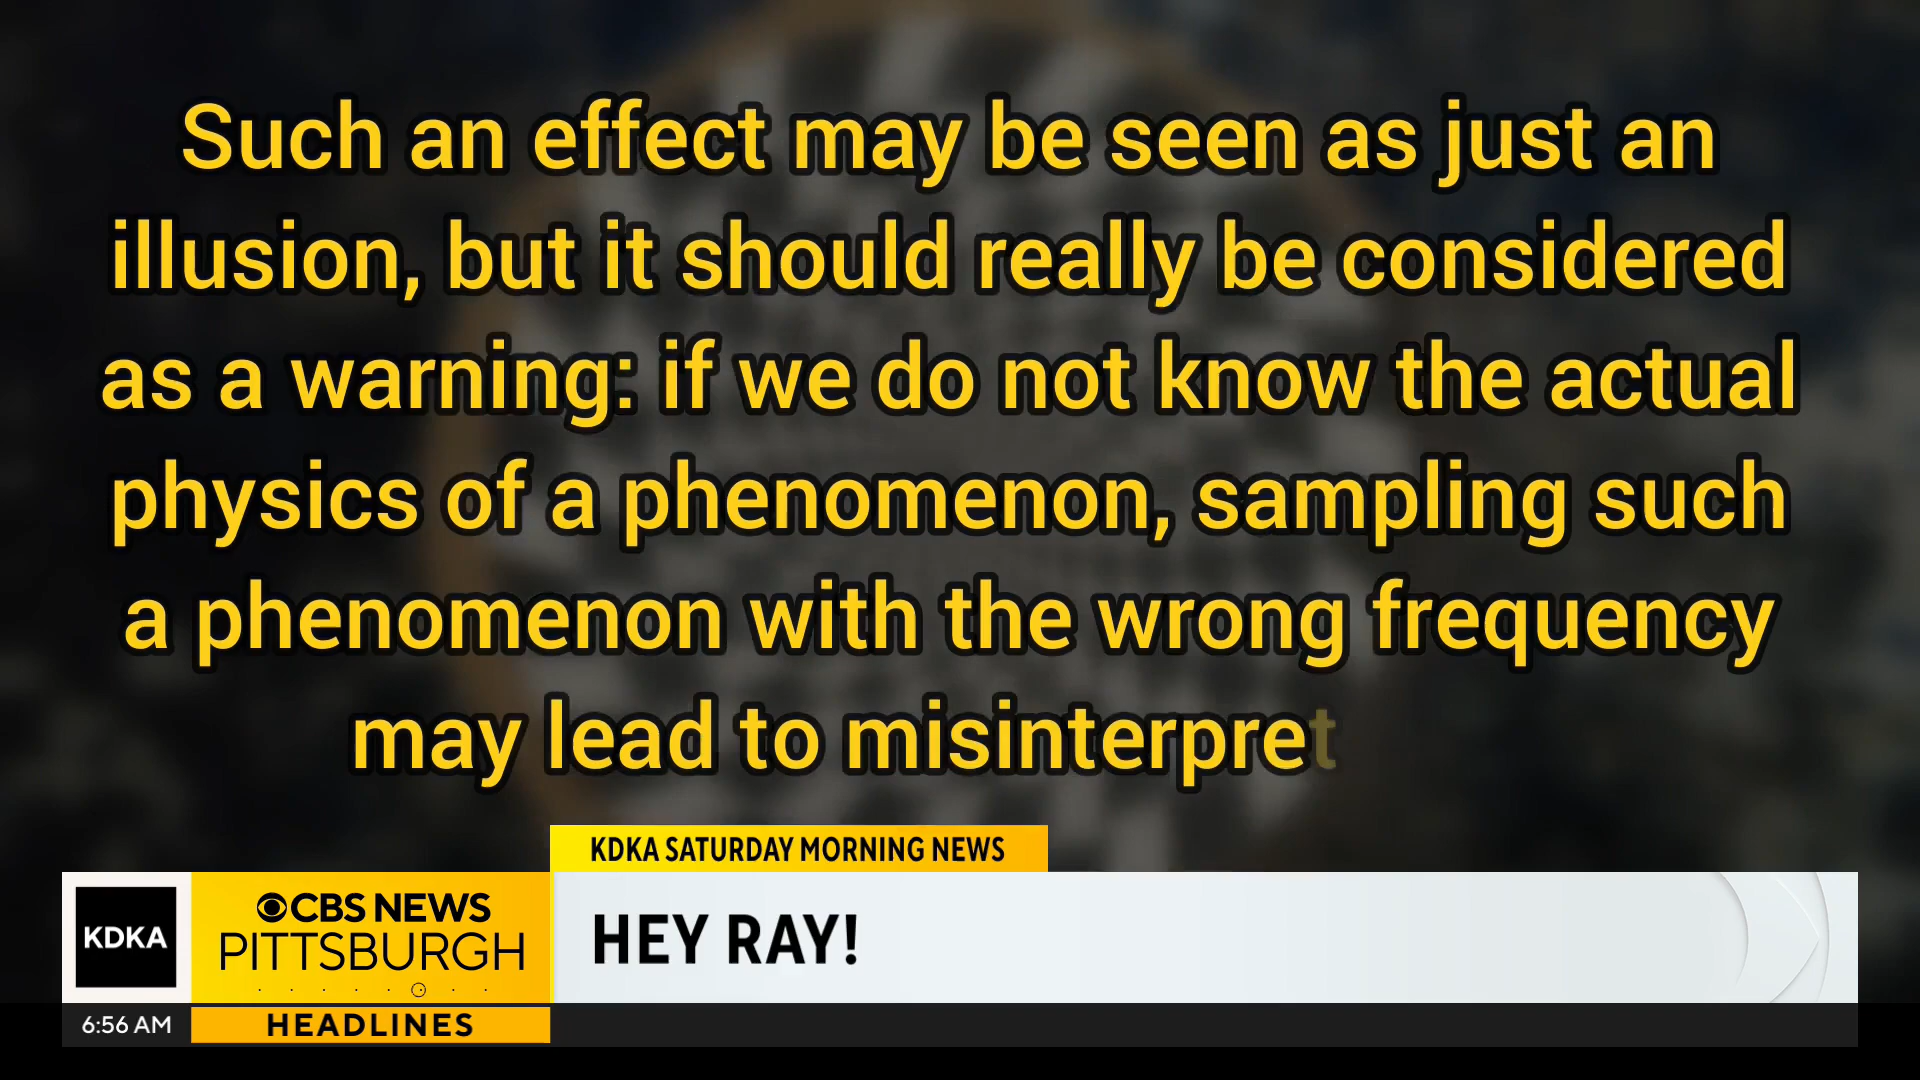 Such an effect may be seen as just an
illusion, but it should really be considered
as a warning: if we do not know the actual
physics of a phenomenon, sampling such
a phenomenon with the wrong frequency
may lead to misinterpret
KDKA SATURDAY MORNING NEWS
KDKA
CBS NEWS
PITTSBURGH
HEY RAY!
6:56 AM
HEADLINES